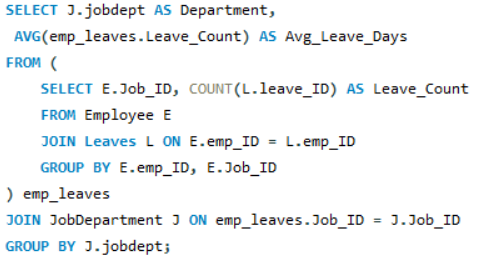 SELECT J.jobdept AS Department,
AVG(emp_leaves.Leave_Count) AS Avg_Leave_Days
FROM (
SELECT E.Job_ID, COUNT(L.leave_ID) AS Leave_Count
FROM Employee E
JOIN Leaves L ON E.emp_ID = L.emp_ID
GROUP BY E.emp_ID, E.Job_ID
) emp_leaves
JOIN JobDepartment J ON emp_leaves.Job_ID = J.Job_ID
GROUP BY J.jobdept;